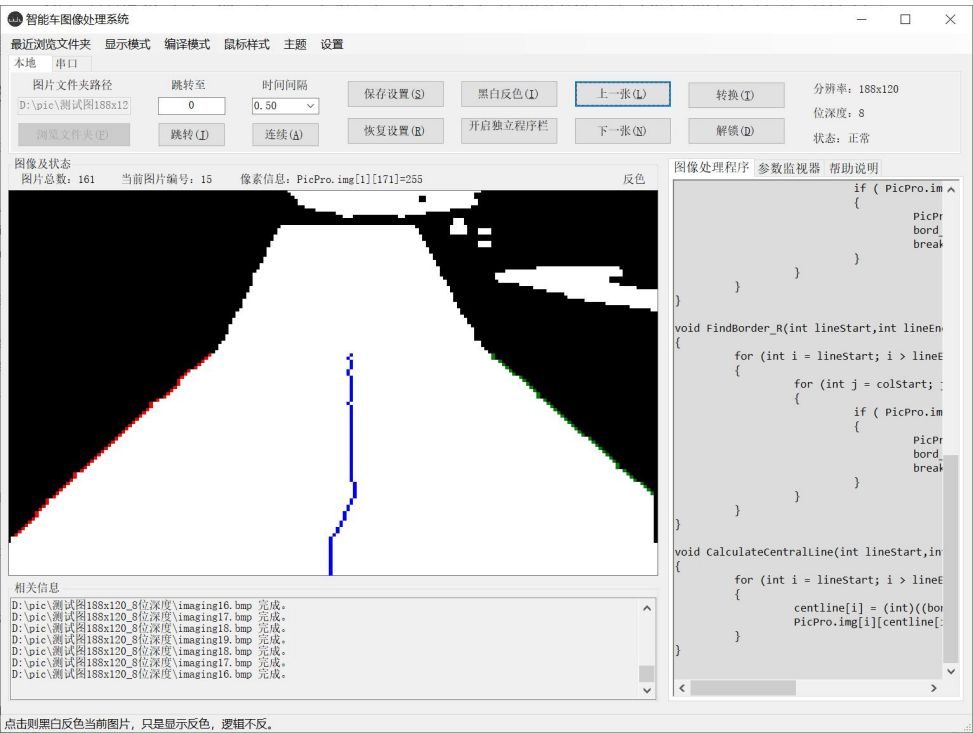 智能车图像处理系统
最近浏览文件夹 显示模式 编译模式 鼠标样式 主题 设置
本地 串口
图片文件夹路径 跳转至 时间间隔
D:\pic\测试图188x12 0 0.50
浏览文件夹(F) 跳转(J) 连续(A)
保存设置(S) 黑白反色(I) 上一张(L) 转换(T)
恢复设置(R) 开启独立程序栏 下一张(N) 解锁(D)
分辨率: 188x120
位深度: 8
状态: 正常
图像及状态
图片总数: 161 当前图片编号: 15 像素信息: PicPro.img[1][171]=255 反色
图像处理程序 参数监视器 帮助说明
if ( PicPro.im
{
PicPr
bord_
break
}
}
}
}
void FindBorder_R(int lineStart,int lineEn
{
for (int i = lineStart; i > lineE
{
for (int j = colStart;
{
if ( PicPro.im
{
PicPr
bord_
break
}
}
}
}
void CalculateCentralLine(int lineStart,in
{
for (int i = lineStart; i > lineE
{
centline[i] = (int)((bor
PicPro.img[i][centline[
}
}
相关信息
D:\pic\测试图188x120_8位深度\imaging16.bmp 完成。
D:\pic\测试图188x120_8位深度\imaging17.bmp 完成。
D:\pic\测试图188x120_8位深度\imaging18.bmp 完成。
D:\pic\测试图188x120_8位深度\imaging19.bmp 完成。
D:\pic\测试图188x120_8位深度\imaging18.bmp 完成。
D:\pic\测试图188x120_8位深度\imaging17.bmp 完成。
D:\pic\测试图188x120_8位深度\imaging16.bmp 完成。
点击则黑白反色当前图片，只是显示反色，逻辑不反。